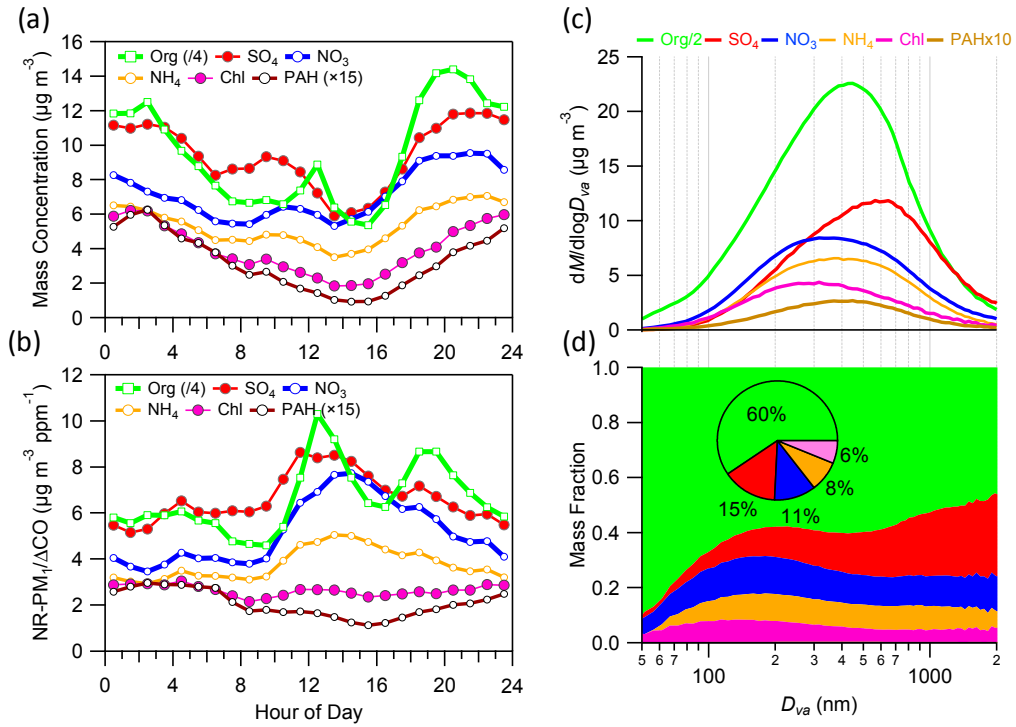 (a)
Org (/4) SO4 NO3
NH4 Chl PAH (×15)
Mass Concentration (µg m-3)
16
14
12
10
8
6
4
2
0
0 4 8 12 16 20 24
(b)
Org (/4) SO4 NO3
NH4 Chl PAH (×15)
NR-PM1/ΔCO (µg m-3 ppm-1)
12
10
8
6
4
2
0
0 4 8 12 16 20 24
Hour of Day
(c)
Org/2 SO4 NO3 NH4 Chl PAHx10
dM/dlogDva (µg m-3)
25
20
15
10
5
0
(d)
Mass Fraction
1.0
0.8
0.6
0.4
0.2
0.0
60%
6%
8%
11%
15%
5 6 7 2 3 4 5 6 7 2
100 1000
Dva (nm)